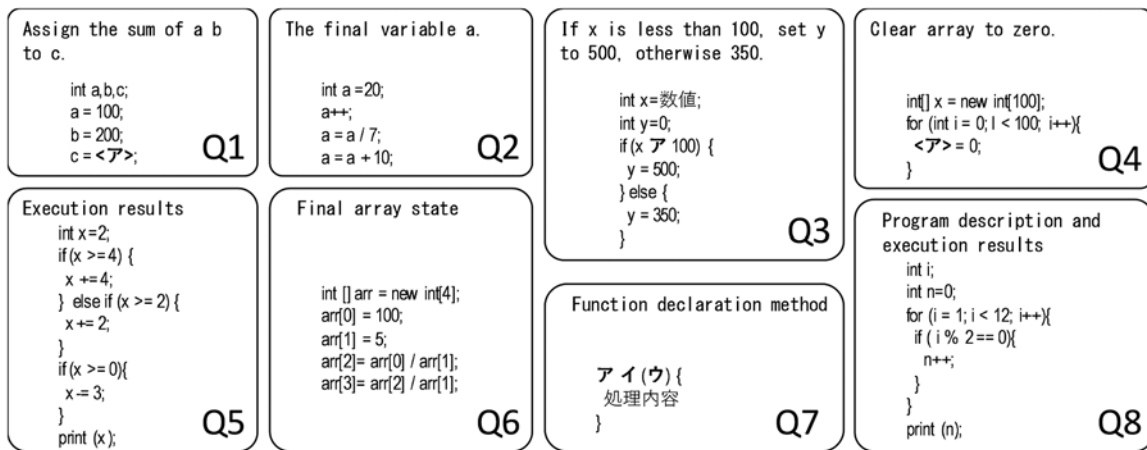 Assign the sum of a b
to c.
int a,b,c;
a = 100;
b = 200;
c = <ア>;
Q1
The final variable a.
int a =20;
a++;
a = a / 7;
a = a + 10;
Q2
If x is less than 100, set y
to 500, otherwise 350.
int x=数値;
int y=0;
if(x ア 100) {
y = 500;
} else {
y = 350;
}
Q3
Clear array to zero.
int[] x = new int[100];
for (int i = 0; l < 100; i++){
<ア> = 0;
}
Q4
Execution results
int x=2;
if(x >=4) {
x +=4;
} else if (x >= 2) {
x += 2;
}
if(x >=0){
x -= 3;
}
print (x);
Q5
Final array state
int [] arr = new int[4];
arr[0] = 100;
arr[1] = 5;
arr[2]= arr[0] / arr[1];
arr[3]= arr[2] / arr[1];
Q6
Function declaration method
ア イ (ウ) {
処理内容
}
Q7
Program description and
execution results
int i;
int n=0;
for (i = 1; i < 12; i++){
if ( i % 2 == 0){
n++;
}
}
print (n);
Q8